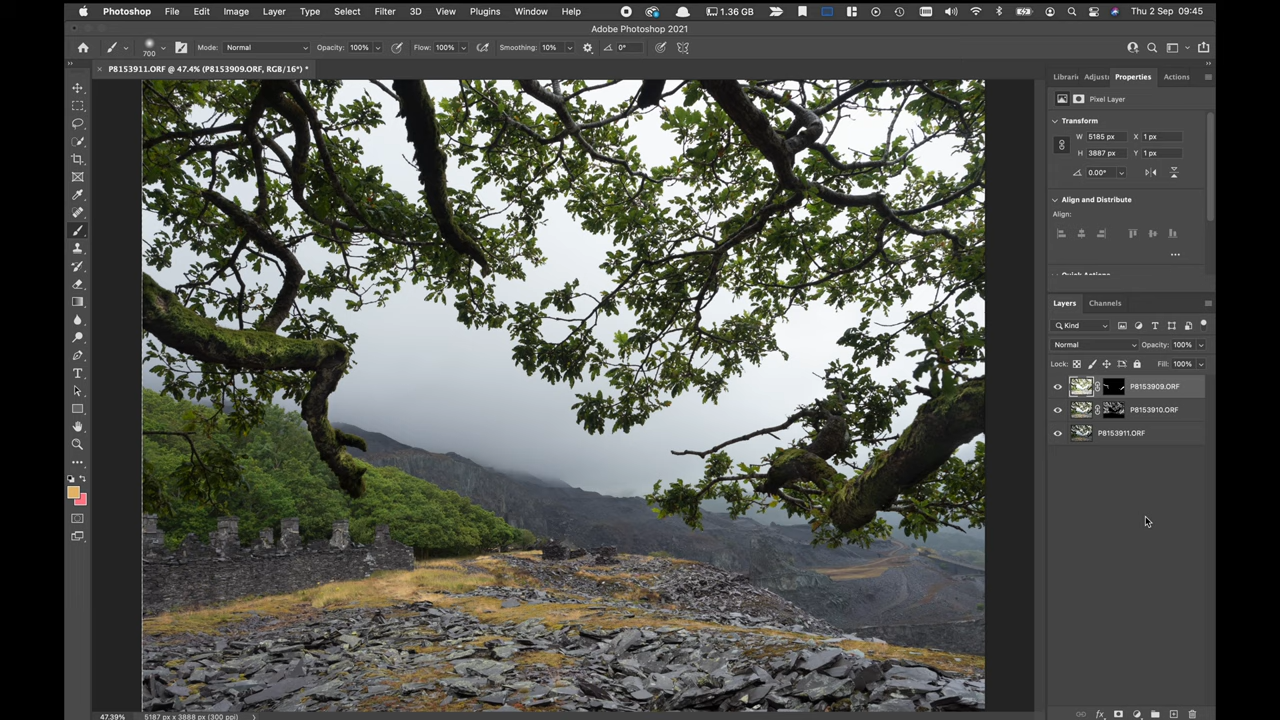 Photoshop File Edit Image Layer Type Select Filter 3D View Plugins Window Help 1.36 GB Thu 2 Sep 09:45
Adobe Photoshop 2021
700 Mode: Normal Opacity: 100% Flow: 100% Smoothing: 10% 0°
P8153911.ORF @ 47.4% (P8153909.ORF, RGB/16*) *
Librari Adjusti Properties Actions
Pixel Layer
Transform
W 5185 px X 1 px
H 3887 px Y 1 px
0.00°
Align and Distribute
Align:
Quick Actions
Layers Channels
Kind
Normal Opacity: 100%
Lock: Fill: 100%
P8153909.ORF
P8153910.ORF
P8153911.ORF
47.39% 5187 px x 3888 px (300 ppi)